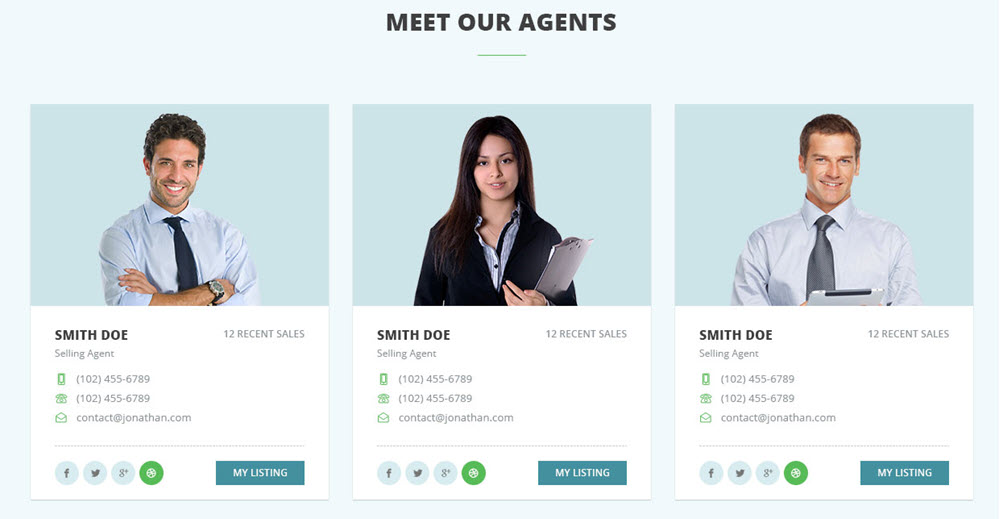 MEET OUR AGENTS
SMITH DOE
12 RECENT SALES
Selling Agent
(102) 455-6789
(102) 455-6789
contact@jonathan.com
MY LISTING
SMITH DOE
12 RECENT SALES
Selling Agent
(102) 455-6789
(102) 455-6789
contact@jonathan.com
MY LISTING
SMITH DOE
12 RECENT SALES
Selling Agent
(102) 455-6789
(102) 455-6789
contact@jonathan.com
MY LISTING